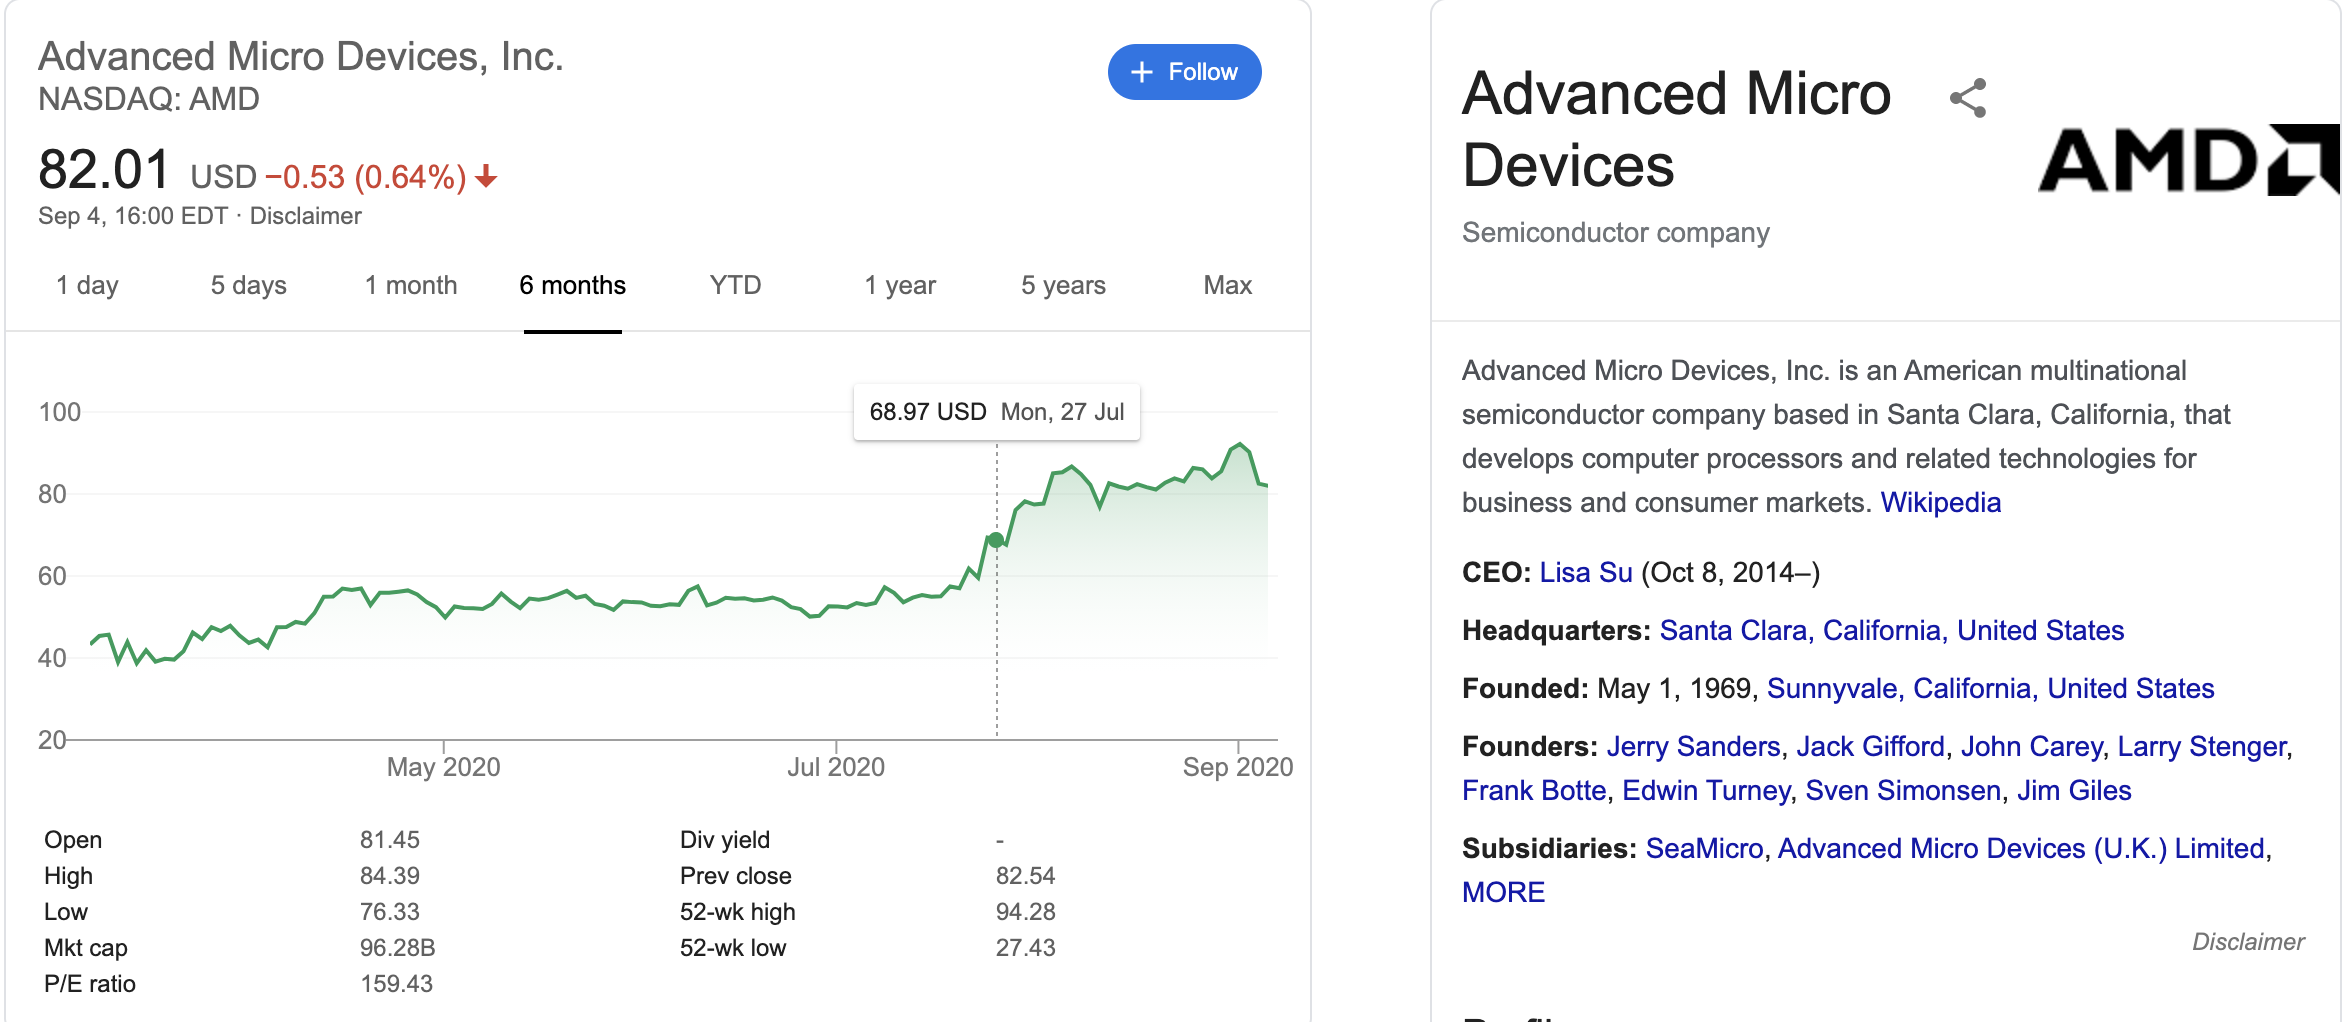 Advanced Micro Devices, Inc.
NASDAQ: AMD
+ Follow
82.01 USD −0.53 (0.64%)
Sep 4, 16:00 EDT · Disclaimer
1 day 5 days 1 month 6 months YTD 1 year 5 years Max
68.97 USD Mon, 27 Jul
100
80
60
40
20
May 2020 Jul 2020 Sep 2020
Open 81.45 Div yield -
High 84.39 Prev close 82.54
Low 76.33 52-wk high 94.28
Mkt cap 96.28B 52-wk low 27.43
P/E ratio 159.43
Advanced Micro
Devices
AMD
Semiconductor company
Advanced Micro Devices, Inc. is an American multinational
semiconductor company based in Santa Clara, California, that
develops computer processors and related technologies for
business and consumer markets. Wikipedia
CEO: Lisa Su (Oct 8, 2014–)
Headquarters: Santa Clara, California, United States
Founded: May 1, 1969, Sunnyvale, California, United States
Founders: Jerry Sanders, Jack Gifford, John Carey, Larry Stenger,
Frank Botte, Edwin Turney, Sven Simonsen, Jim Giles
Subsidiaries: SeaMicro, Advanced Micro Devices (U.K.) Limited,
MORE
Disclaimer